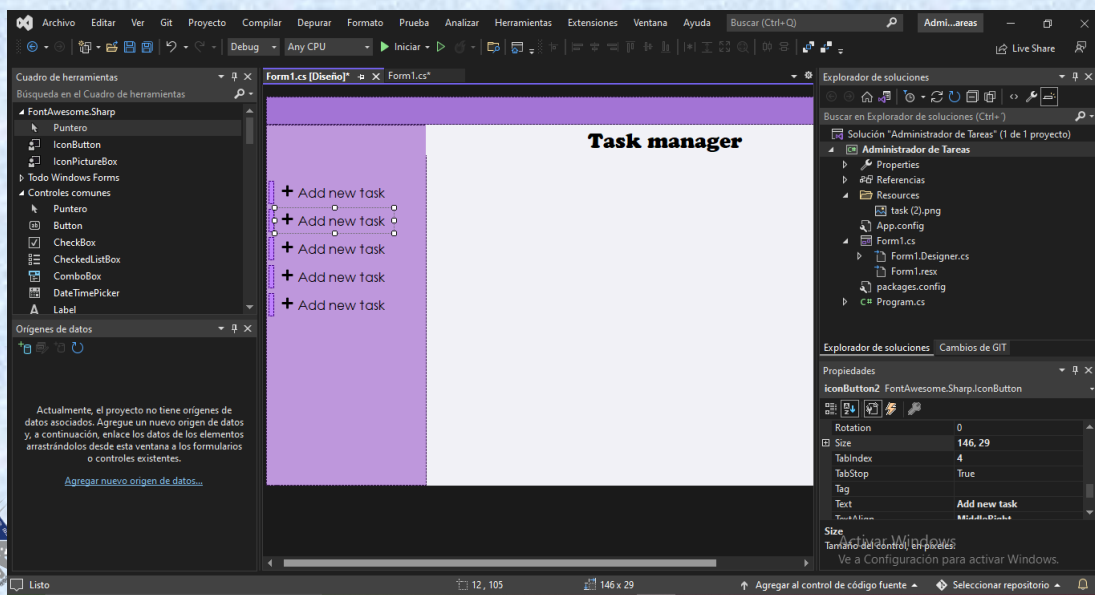 Archivo Editar Ver Git Proyecto Compilar Depurar Formato Prueba Analizar Herramientas Extensiones Ventana Ayuda Buscar (Ctrl+Q) Admi...areas
Debug Any CPU Iniciar Live Share
Cuadro de herramientas
Búsqueda en el Cuadro de herramientas
FontAwesome.Sharp
Puntero
IconButton
IconPictureBox
Todo Windows Forms
Controles comunes
Puntero
Button
CheckBox
CheckedListBox
ComboBox
DateTimePicker
A Label
Orígenes de datos
Actualmente, el proyecto no tiene orígenes de
datos asociados. Agregue un nuevo origen de datos
y, a continuación, enlace los datos de los elementos
arrastrándolos desde esta ventana a los formularios
o controles existentes.
Agregar nuevo origen de datos...
Form1.cs [Diseño]* Form1.cs*
Task manager
+ Add new task
+ Add new task
+ Add new task
+ Add new task
+ Add new task
Explorador de soluciones
Buscar en Explorador de soluciones (Ctrl+´)
Solución "Administrador de Tareas" (1 de 1 proyecto)
C# Administrador de Tareas
Properties
Referencias
Resources
task (2).png
App.config
Form1.cs
Form1.Designer.cs
Form1.resx
packages.config
C# Program.cs
Explorador de soluciones Cambios de GIT
Propiedades
iconButton2 FontAwesome.Sharp.IconButton
Rotation 0
Size 146, 29
TabIndex 4
TabStop True
Tag
Text Add new task
TextAlign MiddleRight
Size
Tamaño del control, en píxeles.
Activar Windows
Ve a Configuración para activar Windows.
Listo 12, 105 146 x 29 Agregar al control de código fuente Seleccionar repositorio